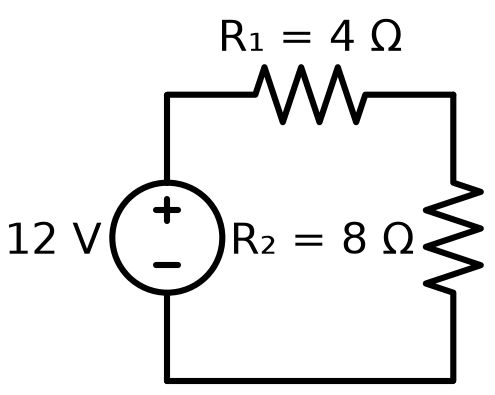 R₁ = 4 Ω
12 V
+
−
R₂ = 8 Ω